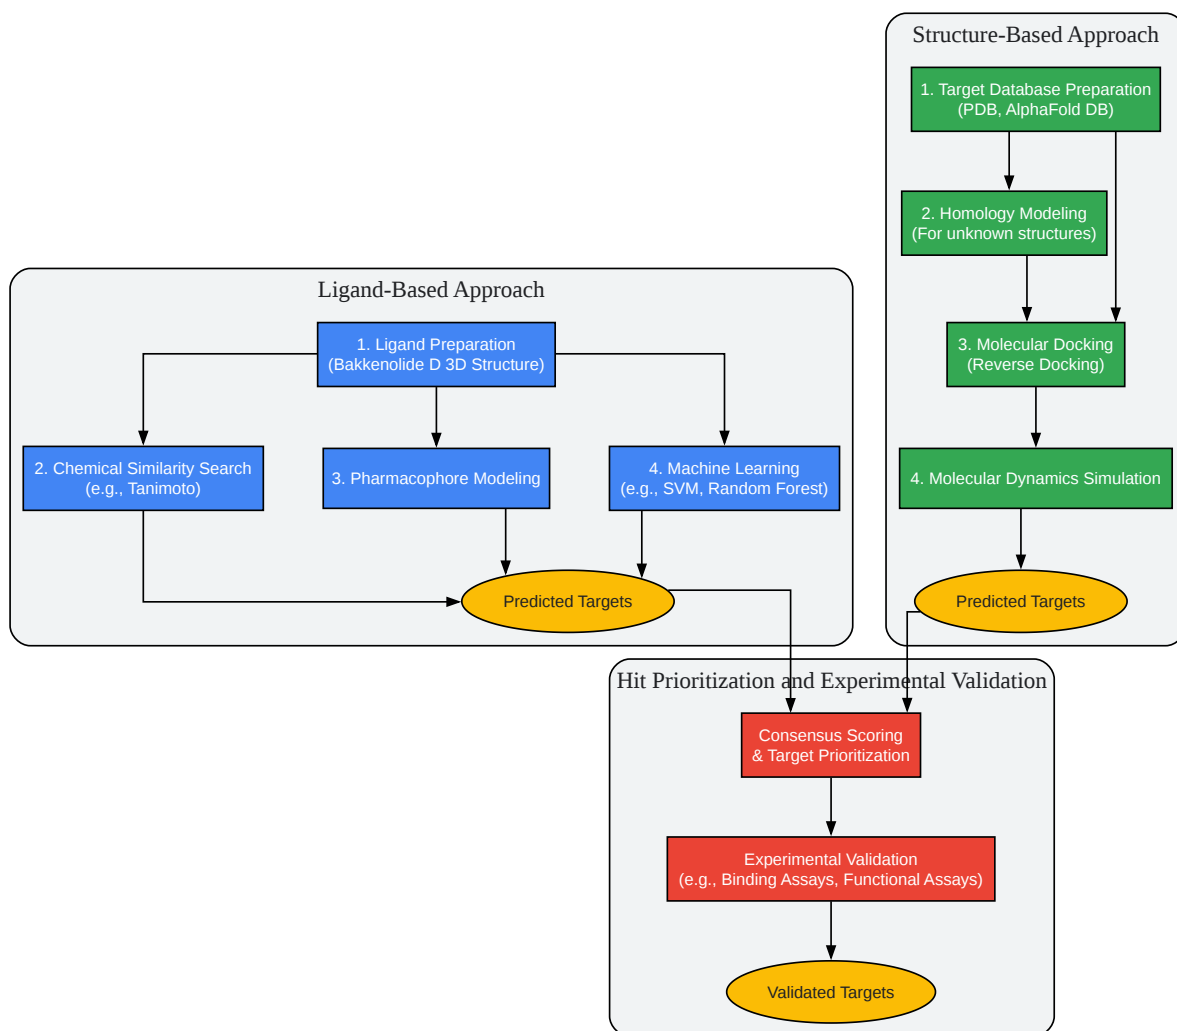 Structure-Based Approach
1. Target Database Preparation
(PDB, AlphaFold DB)
2. Homology Modeling
(For unknown structures)
3. Molecular Docking
(Reverse Docking)
4. Molecular Dynamics Simulation
Predicted Targets
Ligand-Based Approach
1. Ligand Preparation
(Bakkenolide D 3D Structure)
2. Chemical Similarity Search
(e.g., Tanimoto)
3. Pharmacophore Modeling
4. Machine Learning
(e.g., SVM, Random Forest)
Predicted Targets
Hit Prioritization and Experimental Validation
Consensus Scoring
& Target Prioritization
Experimental Validation
(e.g., Binding Assays, Functional Assays)
Validated Targets